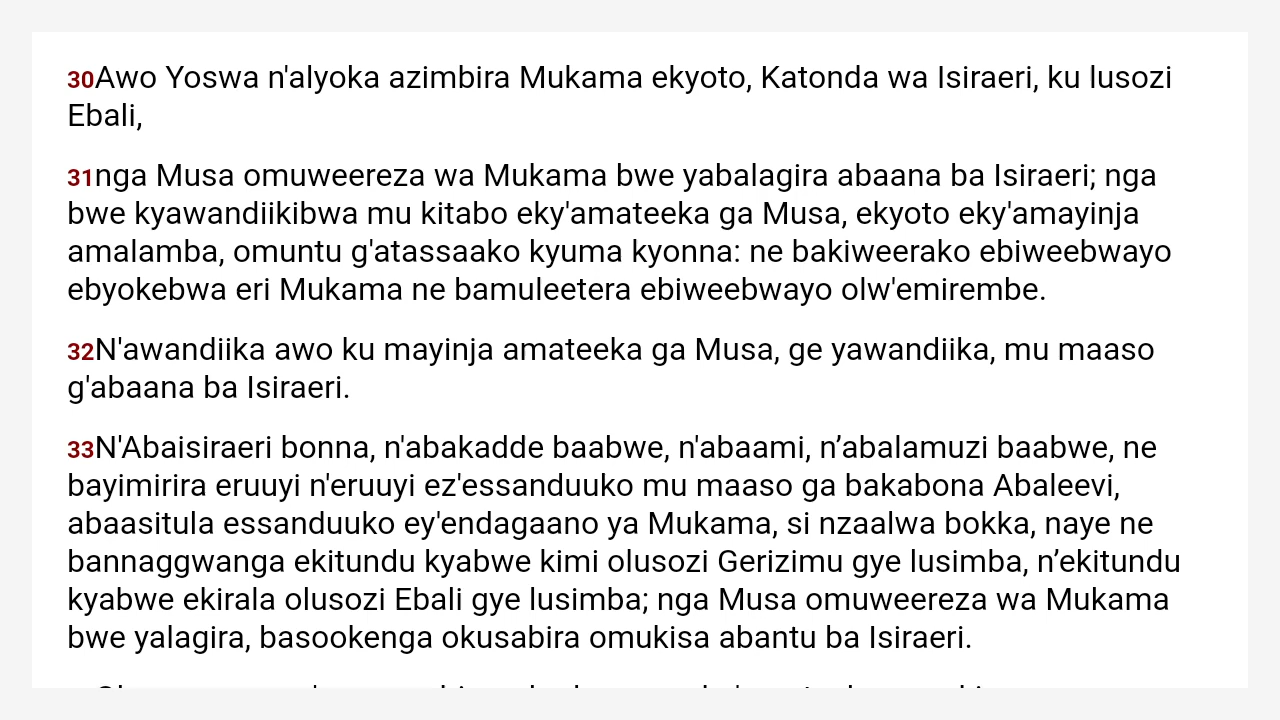 30Awo Yoswa n'alyoka azimbira Mukama ekyoto, Katonda wa Isiraeri, ku lusozi
Ebali,
31nga Musa omuweereza wa Mukama bwe yabalagira abaana ba Isiraeri; nga
bwe kyawandiikibwa mu kitabo eky'amateeka ga Musa, ekyoto eky'amayinja
amalamba, omuntu g'atassaako kyuma kyonna: ne bakiweerako ebiweebwayo
ebyokebwa eri Mukama ne bamuleetera ebiweebwayo olw'emirembe.
32N'awandiika awo ku mayinja amateeka ga Musa, ge yawandiika, mu maaso
g'abaana ba Isiraeri.
33N'Abaisiraeri bonna, n'abakadde baabwe, n'abaami, n’abalamuzi baabwe, ne
bayimirira eruuyi n'eruuyi ez'essanduuko mu maaso ga bakabona Abaleevi,
abaasitula essanduuko ey'endagaano ya Mukama, si nzaalwa bokka, naye ne
bannaggwanga ekitundu kyabwe kimi olusozi Gerizimu gye lusimba, n’ekitundu
kyabwe ekirala olusozi Ebali gye lusimba; nga Musa omuweereza wa Mukama
bwe yalagira, basookenga okusabira omukisa abantu ba Isiraeri.